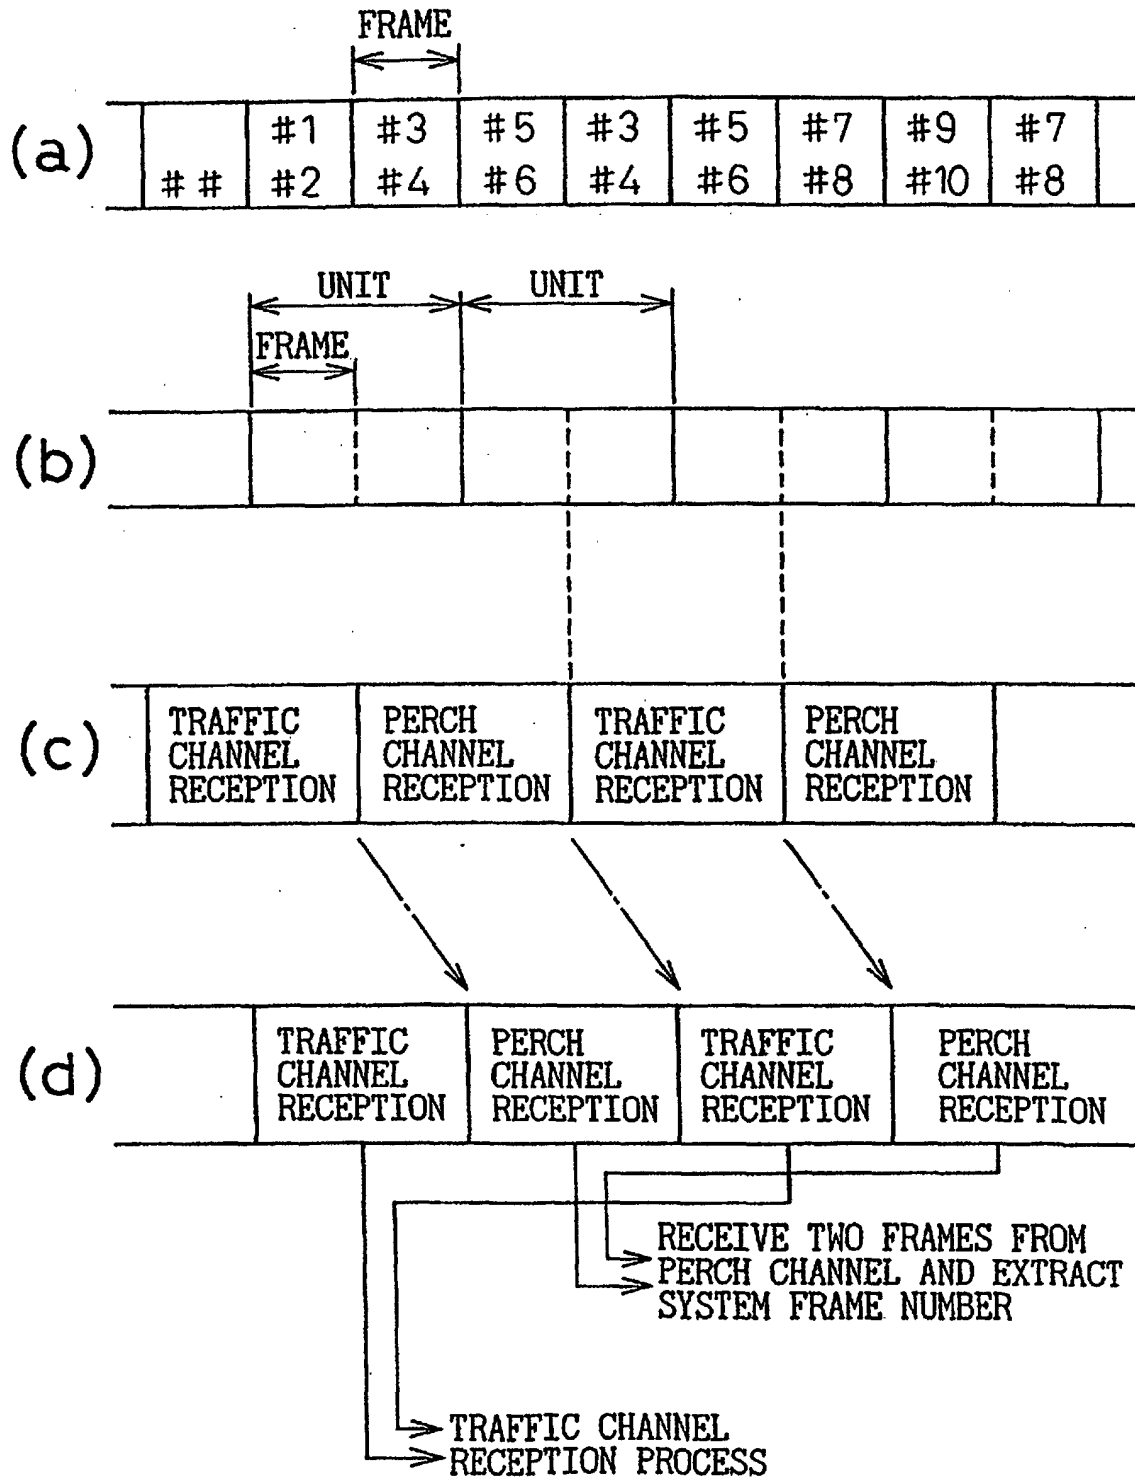 FRAME
(a)
#1 #3 #5 #3 #5 #7 #9 #7
## #2 #4 #6 #4 #6 #8 #10 #8
UNIT UNIT
FRAME
(b)
(c)
TRAFFIC CHANNEL RECEPTION
PERCH CHANNEL RECEPTION
TRAFFIC CHANNEL RECEPTION
PERCH CHANNEL RECEPTION
(d)
TRAFFIC CHANNEL RECEPTION
PERCH CHANNEL RECEPTION
TRAFFIC CHANNEL RECEPTION
PERCH CHANNEL RECEPTION
RECEIVE TWO FRAMES FROM
PERCH CHANNEL AND EXTRACT
SYSTEM FRAME NUMBER
TRAFFIC CHANNEL
RECEPTION PROCESS